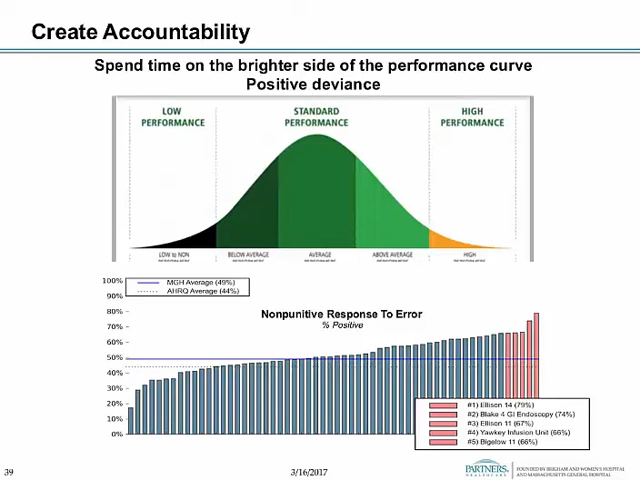 Create Accountability
Spend time on the brighter side of the performance curve
Positive deviance
LOW
PERFORMANCE
STANDARD
PERFORMANCE
HIGH
PERFORMANCE
LOW to NON
BELOW AVERAGE
AVERAGE
ABOVE AVERAGE
HIGH
MGH Average (49%)
AHRQ Average (44%)
Nonpunitive Response To Error
% Positive
100%
90%
80%
70%
60%
50%
40%
30%
20%
10%
0%
#1) Ellison 14 (79%)
#2) Blake 4 GI Endoscopy (74%)
#3) Ellison 11 (67%)
#4) Yawkey Infusion Unit (66%)
#5) Bigelow 11 (66%)
39
3/16/2017
PARTNERS
HEALTHCARE
FOUNDED BY BRIGHAM AND WOMEN'S HOSPITAL
AND MASSACHUSETTS GENERAL HOSPITAL